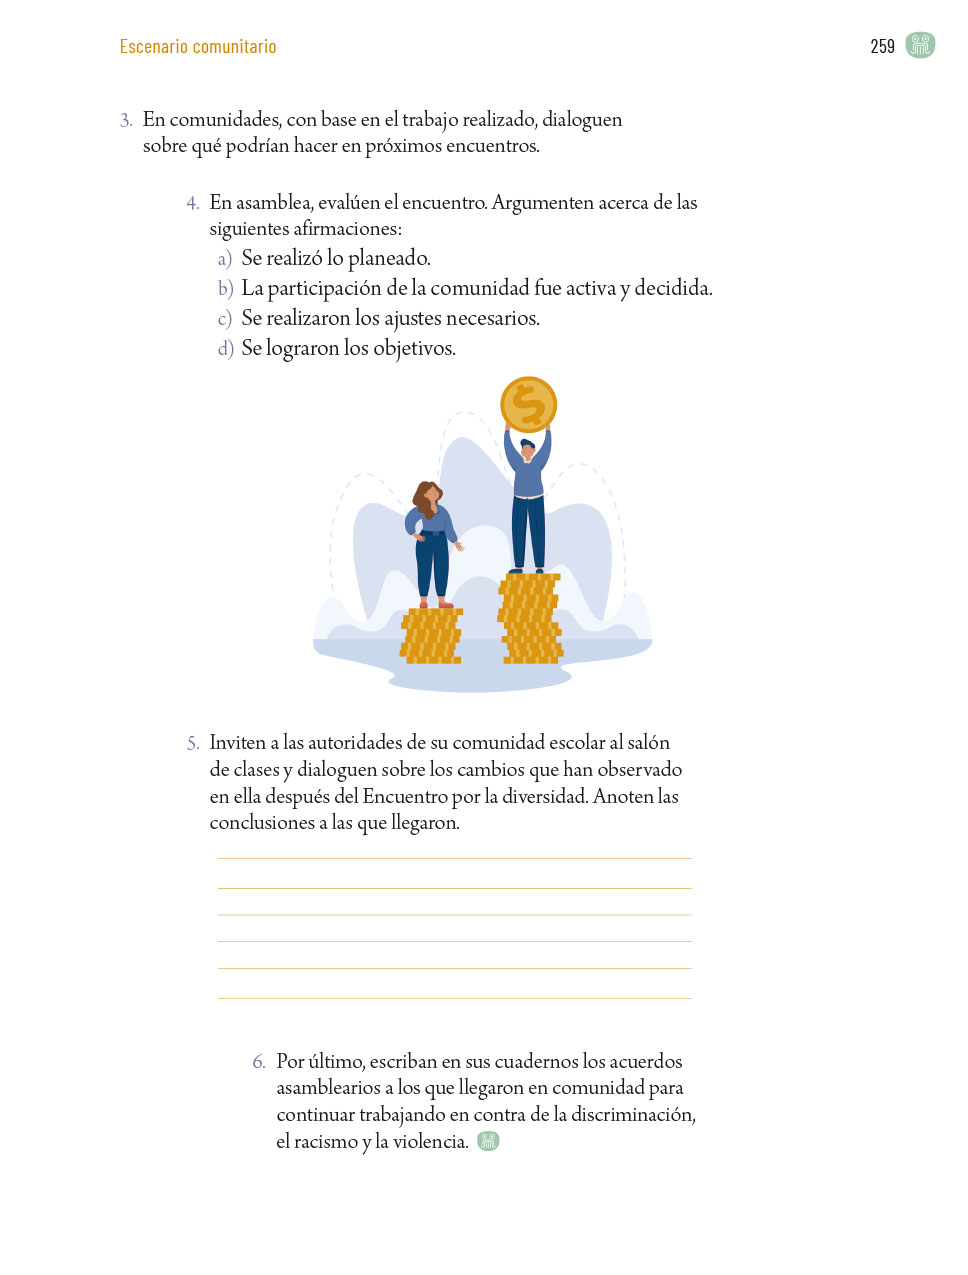 Escenario comunitario
259
3. En comunidades, con base en el trabajo realizado, dialoguen
sobre qué podrían hacer en próximos encuentros.
4. En asamblea, evalúen el encuentro. Argumenten acerca de las
siguientes afirmaciones:
a) Se realizó lo planeado.
b) La participación de la comunidad fue activa y decidida.
c) Se realizaron los ajustes necesarios.
d) Se lograron los objetivos.
$
5. Inviten a las autoridades de su comunidad escolar al salón
de clases y dialoguen sobre los cambios que han observado
en ella después del Encuentro por la diversidad. Anoten las
conclusiones a las que llegaron.
6. Por último, escriban en sus cuadernos los acuerdos
asamblearios a los que llegaron en comunidad para
continuar trabajando en contra de la discriminación,
el racismo y la violencia.